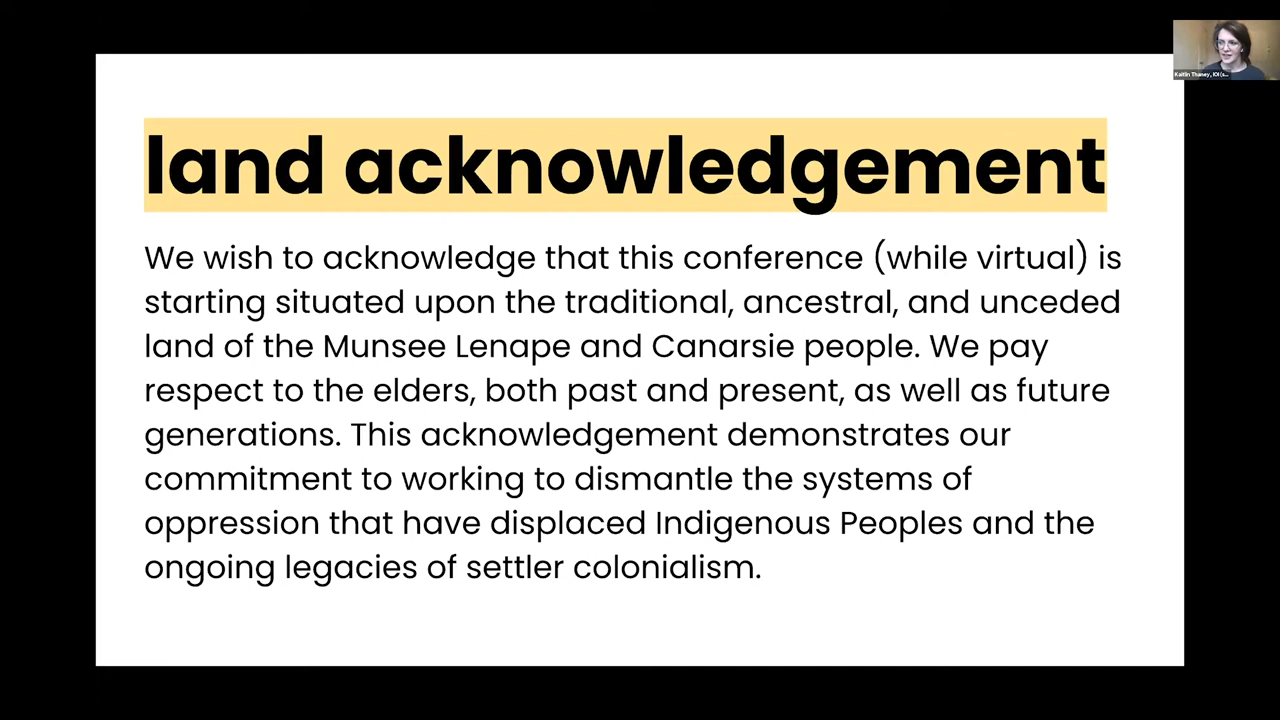 land acknowledgement
We wish to acknowledge that this conference (while virtual) is
starting situated upon the traditional, ancestral, and unceded
land of the Munsee Lenape and Canarsie people. We pay
respect to the elders, both past and present, as well as future
generations. This acknowledgement demonstrates our
commitment to working to dismantle the systems of
oppression that have displaced Indigenous Peoples and the
ongoing legacies of settler colonialism.
Kaitlin Thaney, IOI (s...